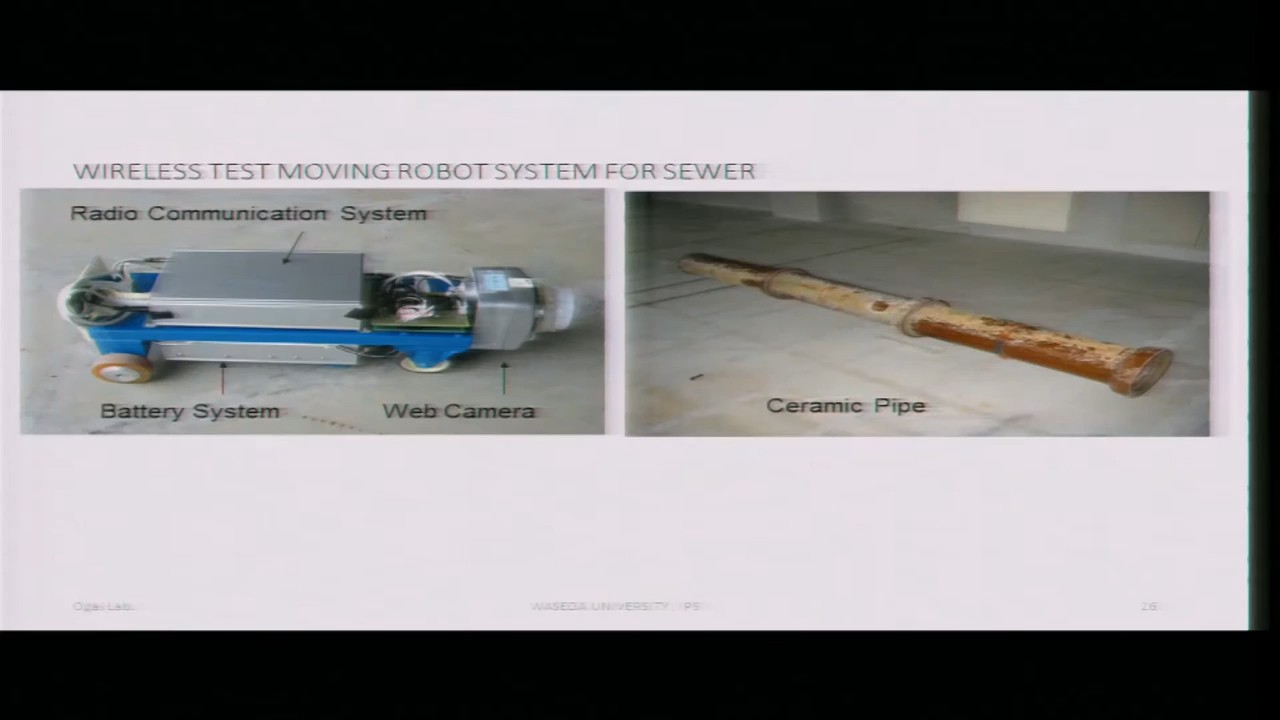 WIRELESS TEST MOVING ROBOT SYSTEM FOR SEWER
Radio Communication System
Battery System
Web Camera
Ceramic Pipe
Ogai Lab.
WASEDA UNIVERSITY, IPS
16